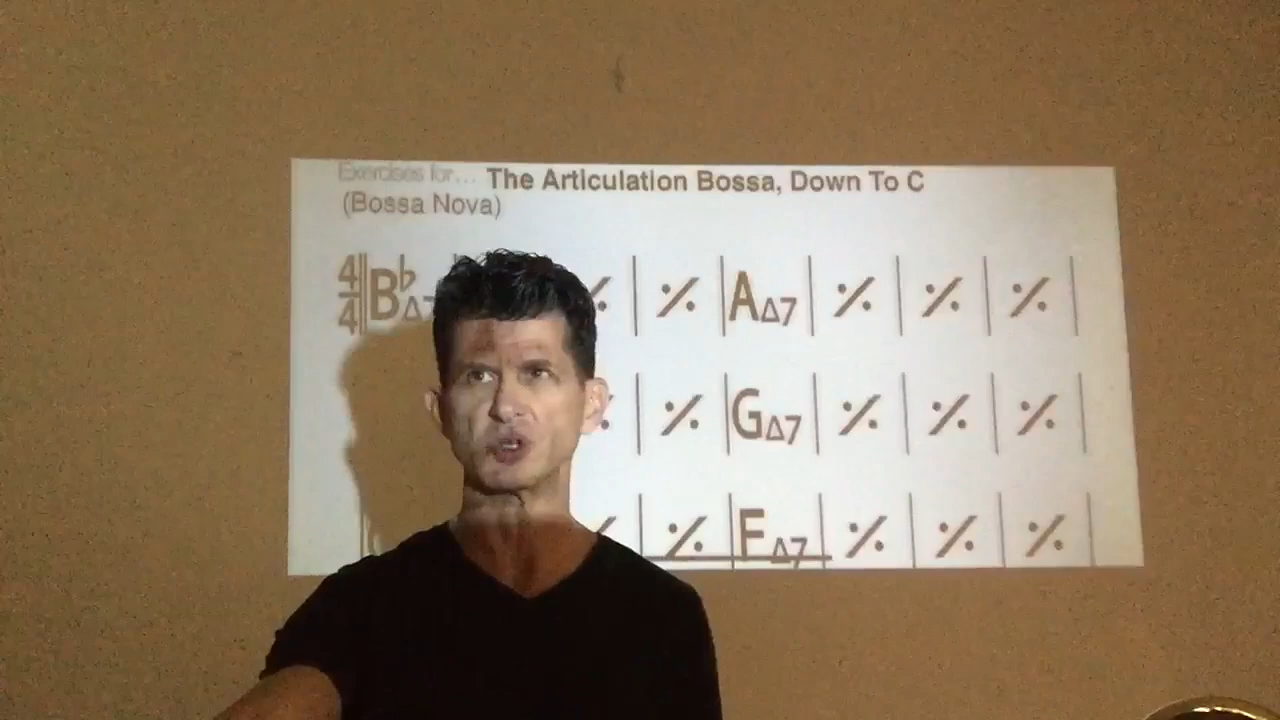 Exercises for... The Articulation Bossa, Down To C
(Bossa Nova)
4/4 B♭Δ7 % % AΔ7 % % %
% % GΔ7 % % %
% % FΔ7 % % %